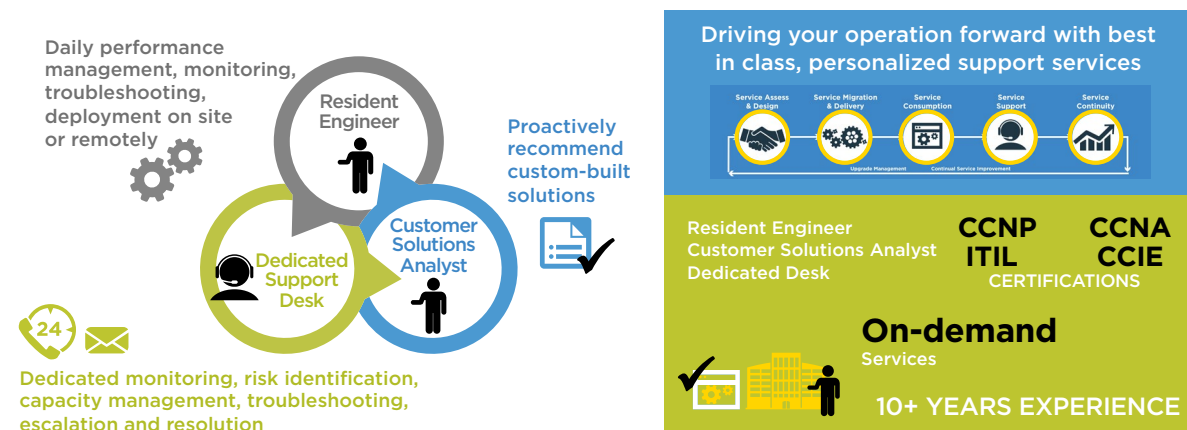 Daily performance
management, monitoring,
troubleshooting,
deployment on site
or remotely
Resident
Engineer
Proactively
recommend
custom-built
solutions
Customer
Solutions
Analyst
Dedicated
Support
Desk
24
Dedicated monitoring, risk identification,
capacity management, troubleshooting,
escalation and resolution
Driving your operation forward with best
in class, personalized support services
Service Assess
& Design
Service Migration
& Delivery
Service
Consumption
Service
Support
Service
Continuity
Upgrade Management
Continual Service Improvement
Resident Engineer
Customer Solutions Analyst
Dedicated Desk
CCNP CCNA
ITIL CCIE
CERTIFICATIONS
On-demand
Services
10+ YEARS EXPERIENCE